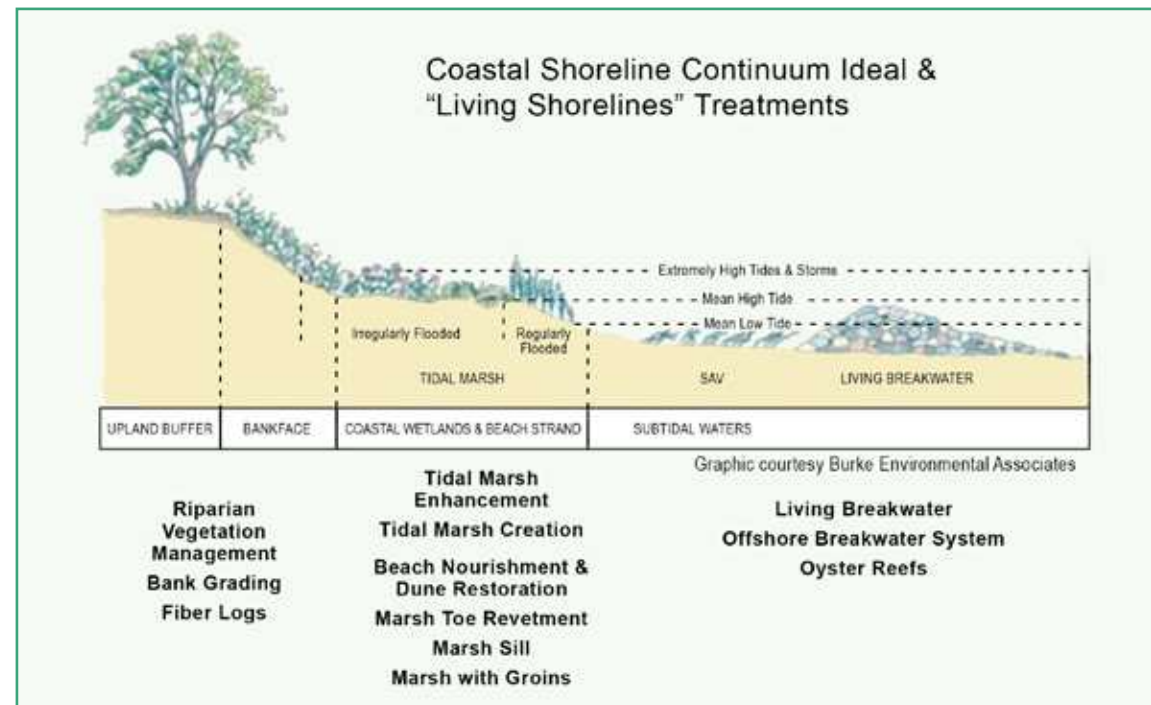 Coastal Shoreline Continuum Ideal &
“Living Shorelines” Treatments
Extremely High Tides & Storms
Mean High Tide
Mean Low Tide
Irregularly Flooded
Regularly
Flooded
TIDAL MARSH
SAV
LIVING BREAKWATER
UPLAND BUFFER
BANKFACE
COASTAL WETLANDS & BEACH STRAND
SUBTIDAL WATERS
Graphic courtesy Burke Environmental Associates
Riparian
Vegetation
Management
Bank Grading
Fiber Logs
Tidal Marsh
Enhancement
Tidal Marsh Creation
Beach Nourishment &
Dune Restoration
Marsh Toe Revetment
Marsh Sill
Marsh with Groins
Living Breakwater
Offshore Breakwater System
Oyster Reefs